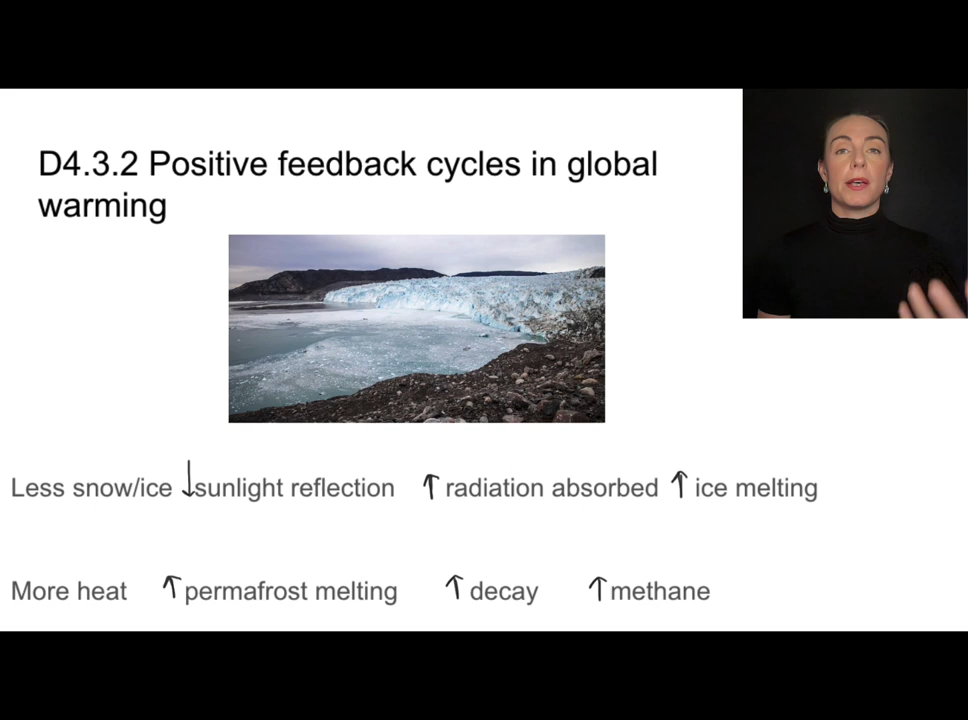 D4.3.2 Positive feedback cycles in global
warming
Less snow/ice ↓sunlight reflection ↑radiation absorbed ↑ice melting
More heat ↑permafrost melting ↑decay ↑methane